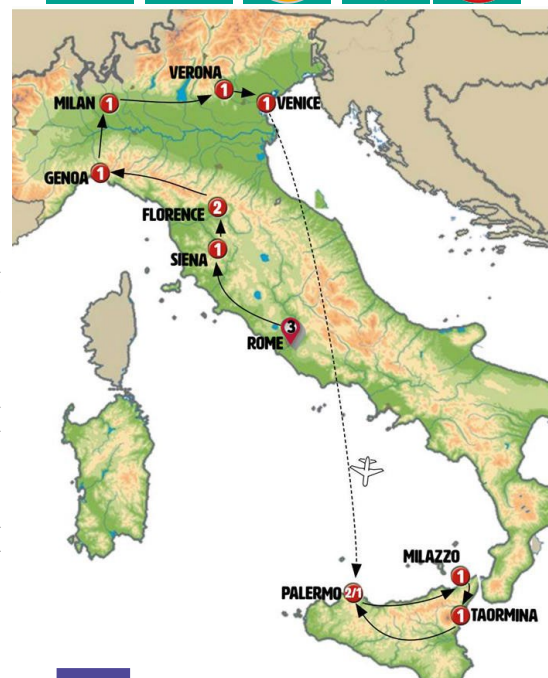 VERONA
1
MILAN 1
1 VENICE
GENOA 1
FLORENCE 2
SIENA 1
3
ROME
MILAZZO
1
PALERMO 2/1
1 TAORMINA